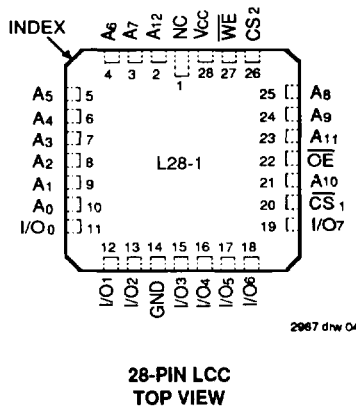 INDEX
A6 A7 A12 NC VCC W̅E̅ CS2
4 3 2 1 28 27 26
A5 5 25 A8
A4 6 24 A9
A3 7 23 A11
A2 8 L28-1 22 O̅E̅
A1 9 21 A10
A0 10 20 C̅S̅1
I/O0 11 19 I/O7
12 13 14 15 16 17 18
I/O1 I/O2 GND I/O3 I/O4 I/O5 I/O6
2967 drw 04
28-PIN LCC
TOP VIEW